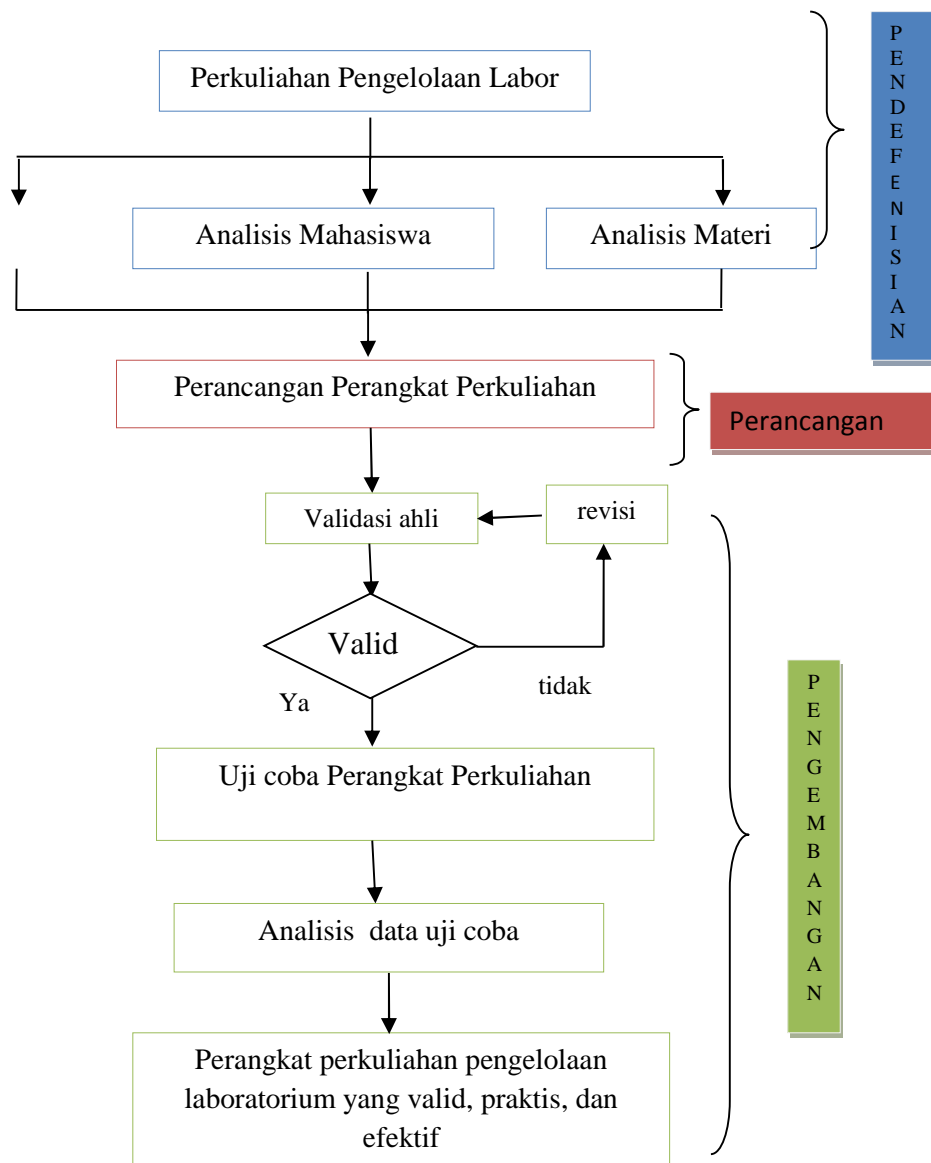 Perkuliahan Pengelolaan Labor
Analisis Mahasiswa
Analisis Materi
P
E
N
D
E
F
E
N
I
S
I
A
N
Perancangan Perangkat Perkuliahan
Perancangan
Validasi ahli
revisi
Valid
Ya
tidak
Uji coba Perangkat Perkuliahan
Analisis data uji coba
Perangkat perkuliahan pengelolaan
laboratorium yang valid, praktis, dan
efektif
P
E
N
G
E
M
B
A
N
G
A
N